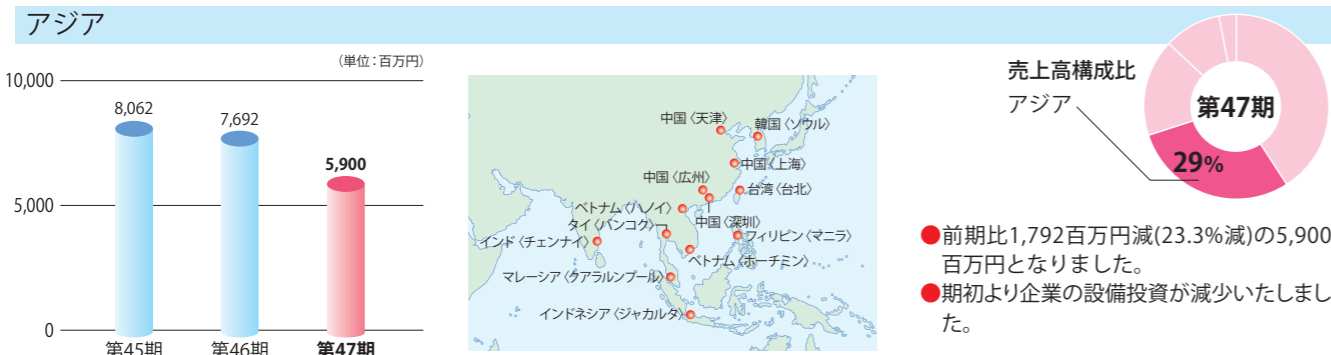 アジア
(単位：百万円)
10,000
5,000
0
8,062
7,692
5,900
第45期
第46期
第47期
中国〈天津〉
韓国〈ソウル〉
中国〈上海〉
中国〈広州〉
台湾〈台北〉
ベトナム〈ハノイ〉
中国〈深圳〉
タイ〈バンコク〉
フィリピン〈マニラ〉
インド〈チェンナイ〉
ベトナム〈ホーチミン〉
マレーシア〈クアラルンプール〉
インドネシア〈ジャカルタ〉
売上高構成比
アジア
第47期
29%
●前期比1,792百万円減(23.3%減)の5,900
百万円となりました。
●期初より企業の設備投資が減少いたしまし
た。